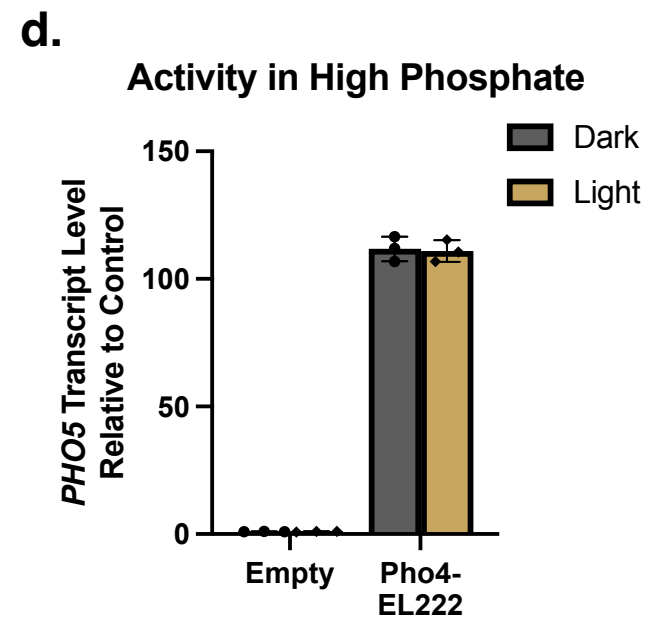 d.
Activity in High Phosphate
Dark
Light
PHO5 Transcript Level
Relative to Control
150
100
50
0
Empty
Pho4-
EL222